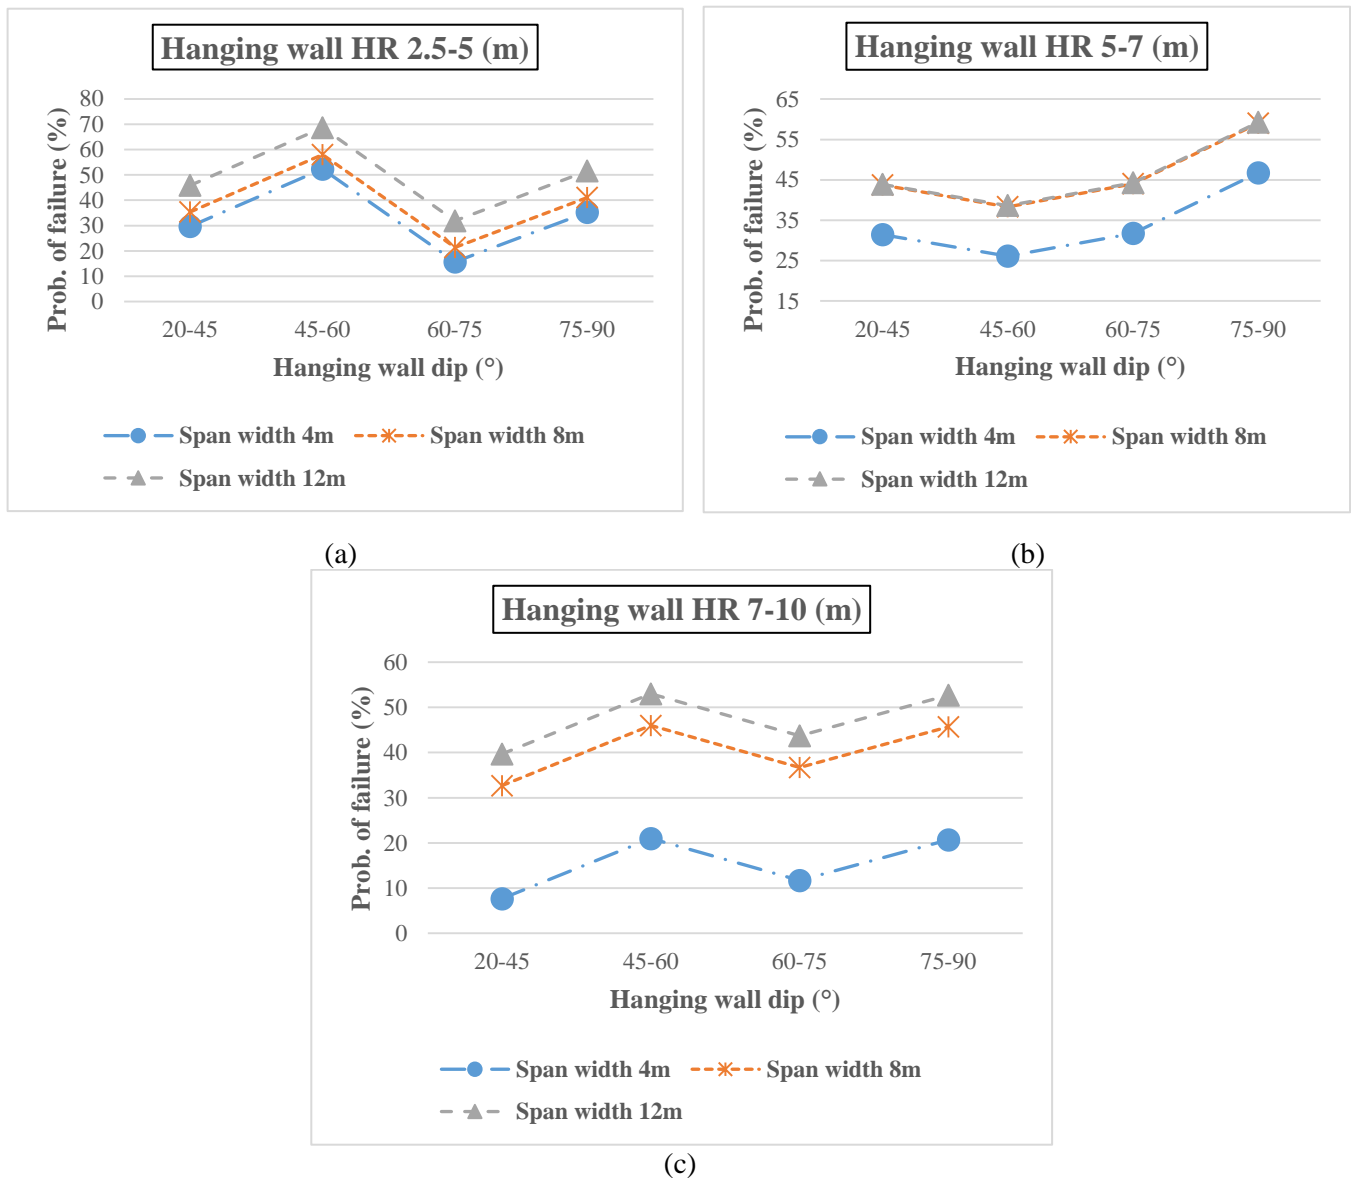 Hanging wall HR 2.5-5 (m)
Prob. of failure (%)
80
70
60
50
40
30
20
10
0
20-45 45-60 60-75 75-90
Hanging wall dip (°)
Span width 4m Span width 8m
Span width 12m
(a)
Hanging wall HR 5-7 (m)
Prob. of failure (%)
65
55
45
35
25
15
20-45 45-60 60-75 75-90
Hanging wall dip (°)
Span width 4m Span width 8m
Span width 12m
(b)
Hanging wall HR 7-10 (m)
Prob. of failure (%)
60
50
40
30
20
10
0
20-45 45-60 60-75 75-90
Hanging wall dip (°)
Span width 4m Span width 8m
Span width 12m
(c)